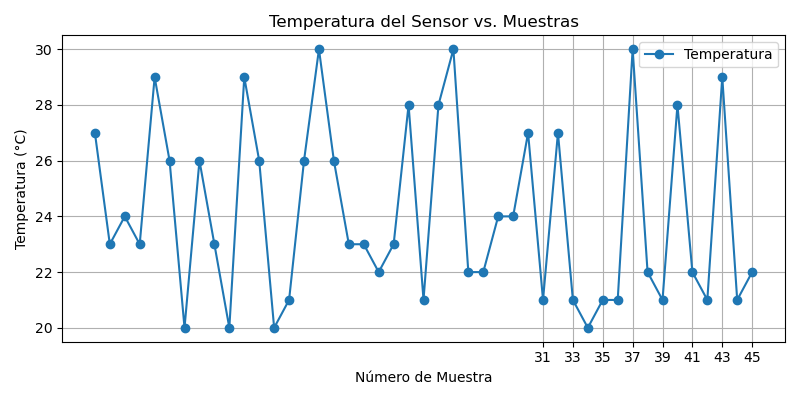 Temperatura del Sensor vs. Muestras
Temperatura
Temperatura (°C)
30
28
26
24
22
20
31 33 35 37 39 41 43 45
Número de Muestra